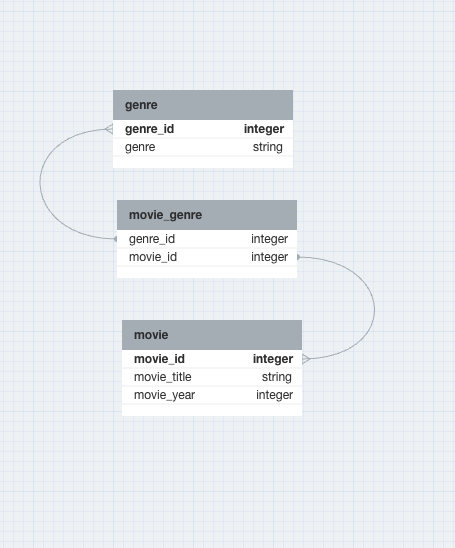 genre
genre_id integer
genre string
movie_genre
genre_id integer
movie_id integer
movie
movie_id integer
movie_title string
movie_year integer